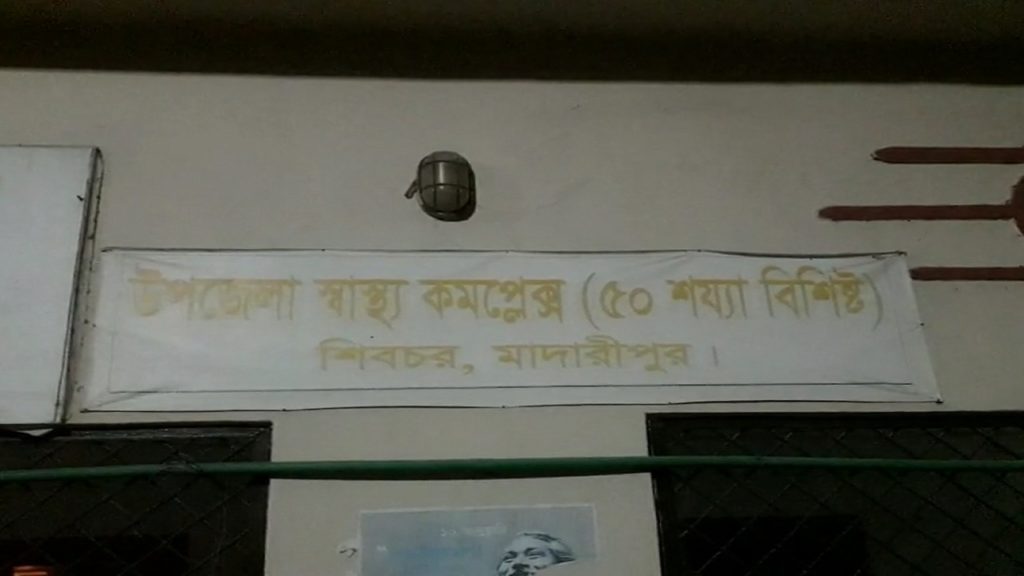 উপজেলা স্বাস্থ্য কমপ্লেক্স (৫০ শয্যা বিশিষ্ট)
শিবচর, মাদারীপুর।